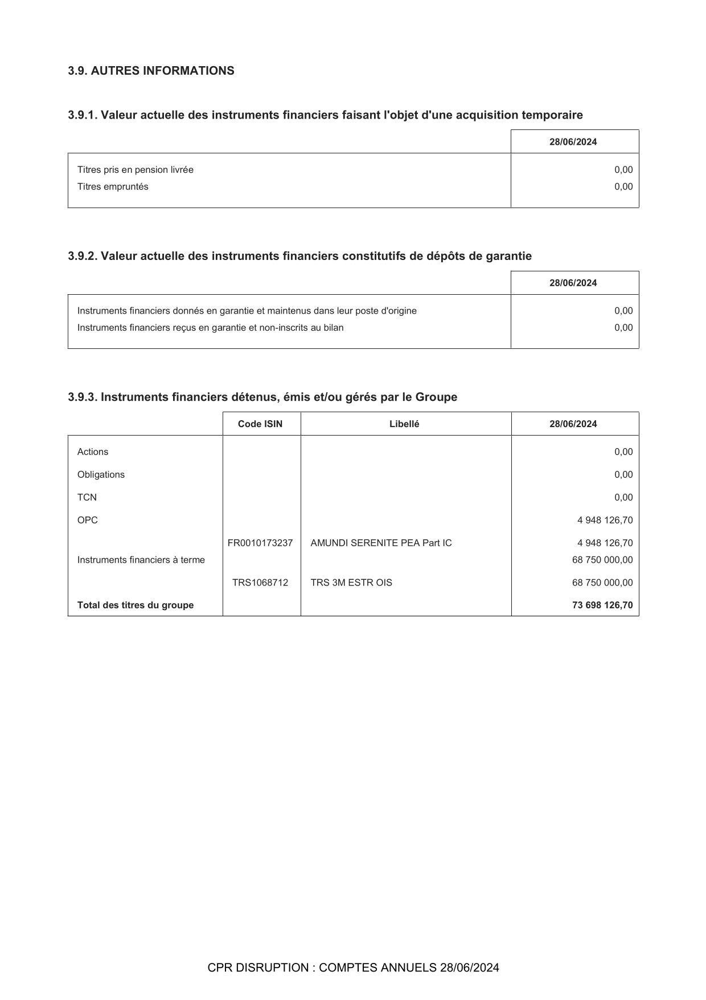 3.9. AUTRES INFORMATIONS
3.9.1. Valeur actuelle des instruments financiers faisant l'objet d'une acquisition temporaire
28/06/2024
Titres pris en pension livrée 0,00
Titres empruntés 0,00
3.9.2. Valeur actuelle des instruments financiers constitutifs de dépôts de garantie
28/06/2024
Instruments financiers donnés en garantie et maintenus dans leur poste d'origine 0,00
Instruments financiers reçus en garantie et non-inscrits au bilan 0,00
3.9.3. Instruments financiers détenus, émis et/ou gérés par le Groupe
Code ISIN Libellé 28/06/2024
Actions 0,00
Obligations 0,00
TCN 0,00
OPC 4 948 126,70
FR0010173237 AMUNDI SERENITE PEA Part IC 4 948 126,70
Instruments financiers à terme 68 750 000,00
TRS1068712 TRS 3M ESTR OIS 68 750 000,00
Total des titres du groupe 73 698 126,70
CPR DISRUPTION : COMPTES ANNUELS 28/06/2024